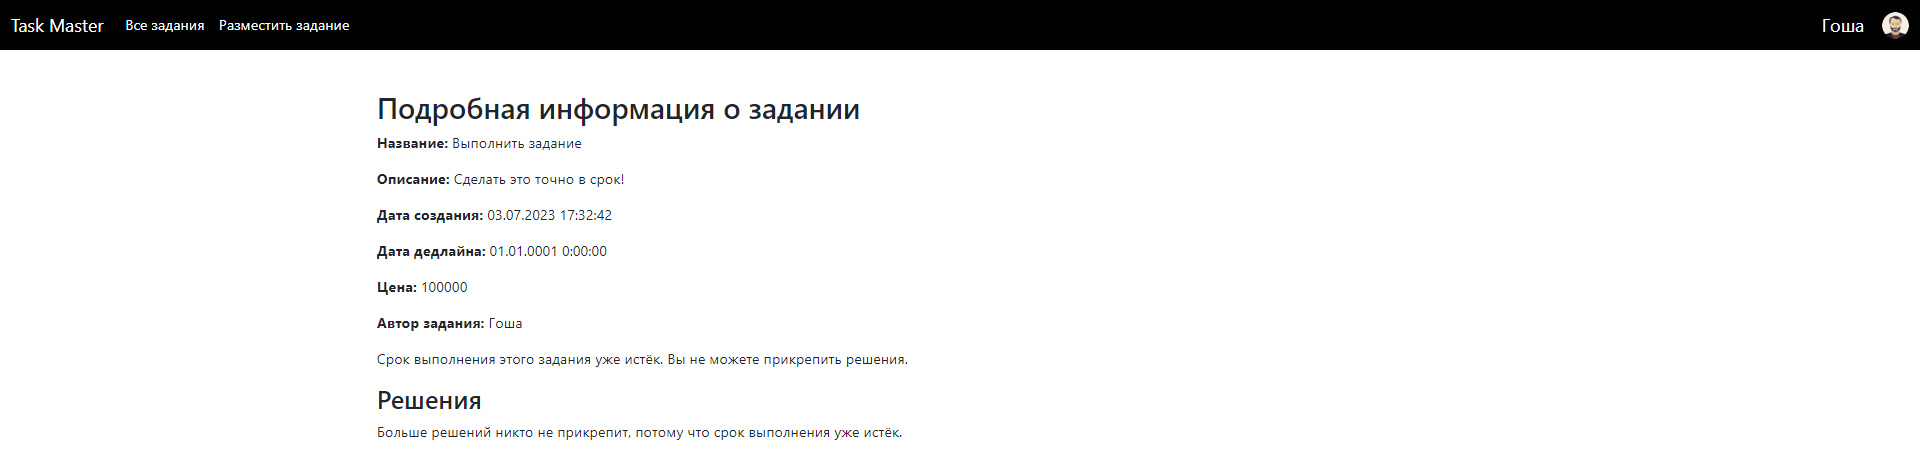 Task Master Все задания Разместить задание Гоша
Подробная информация о задании
Название: Выполнить задание
Описание: Сделать это точно в срок!
Дата создания: 03.07.2023 17:32:42
Дата дедлайна: 01.01.0001 0:00:00
Цена: 100000
Автор задания: Гоша
Срок выполнения этого задания уже истёк. Вы не можете прикрепить решения.
Решения
Больше решений никто не прикрепит, потому что срок выполнения уже истёк.